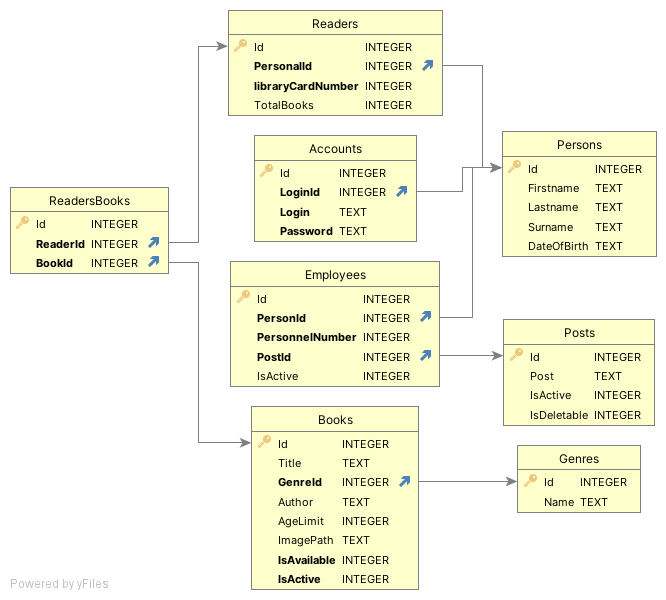 Readers
Id INTEGER
PersonalId INTEGER
libraryCardNumber INTEGER
TotalBooks INTEGER
Accounts
Id INTEGER
LoginId INTEGER
Login TEXT
Password TEXT
Persons
Id INTEGER
Firstname TEXT
Lastname TEXT
Surname TEXT
DateOfBirth TEXT
ReadersBooks
Id INTEGER
ReaderId INTEGER
BookId INTEGER
Employees
Id INTEGER
PersonId INTEGER
PersonnelNumber INTEGER
PostId INTEGER
IsActive INTEGER
Posts
Id INTEGER
Post TEXT
IsActive INTEGER
IsDeletable INTEGER
Books
Id INTEGER
Title TEXT
GenreId INTEGER
Author TEXT
AgeLimit INTEGER
ImagePath TEXT
IsAvailable INTEGER
IsActive INTEGER
Genres
Id INTEGER
Name TEXT
Powered by yFiles